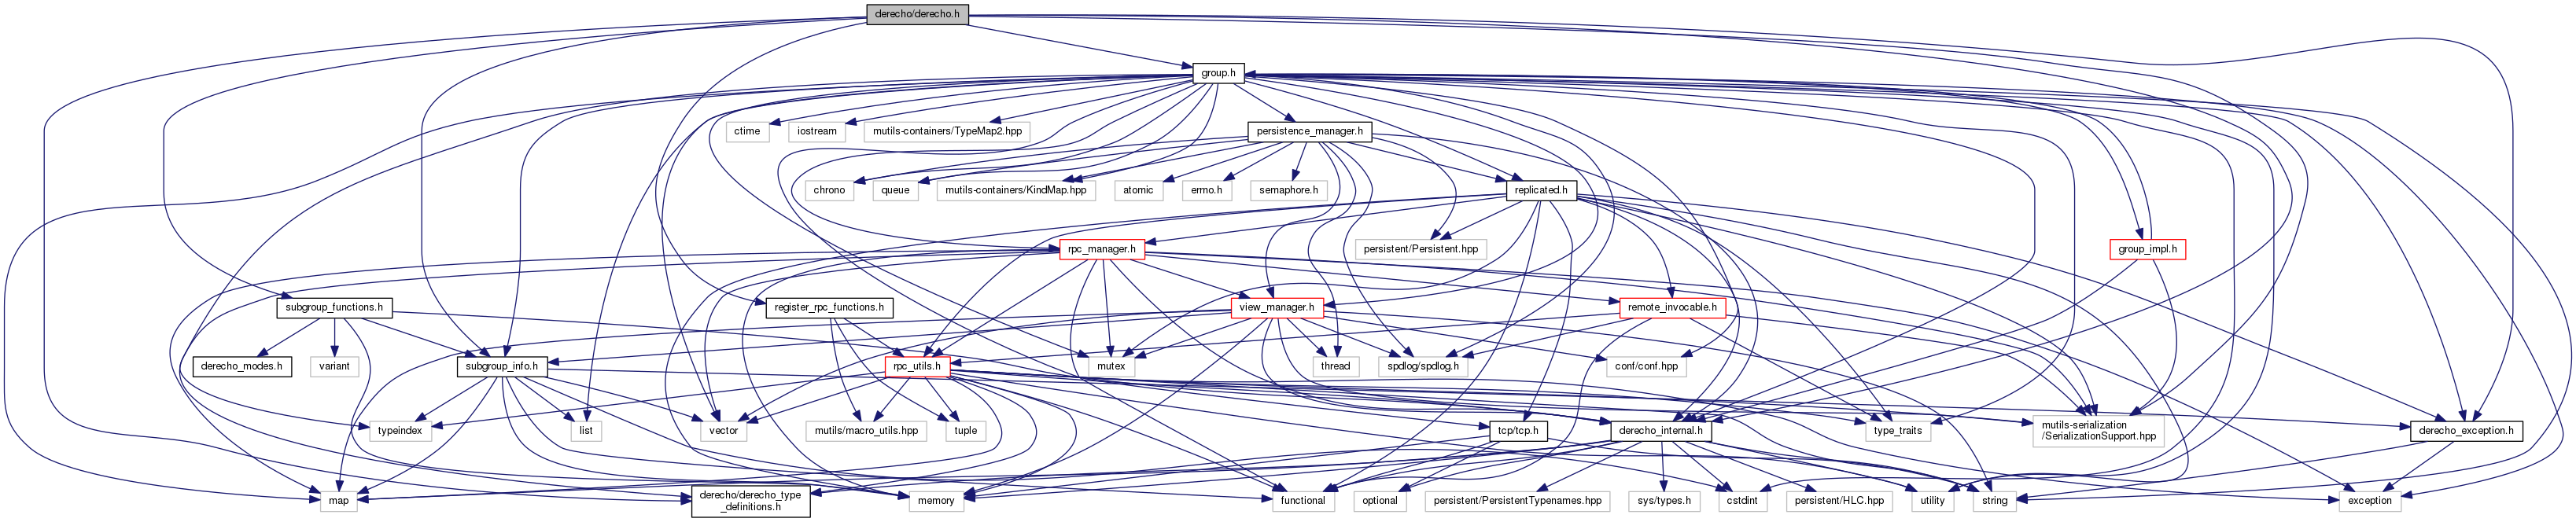 derecho/derecho.h
group.h
ctime
iostream
mutils-containers/TypeMap2.hpp
persistence_manager.h
chrono
queue
mutils-containers/KindMap.hpp
atomic
errno.h
semaphore.h
replicated.h
rpc_manager.h
persistent/Persistent.hpp
group_impl.h
subgroup_functions.h
register_rpc_functions.h
view_manager.h
remote_invocable.h
derecho_modes.h
variant
subgroup_info.h
rpc_utils.h
mutex
thread
spdlog/spdlog.h
conf/conf.hpp
typeindex
list
vector
mutils/macro_utils.hpp
tuple
tcp/tcp.h
type_traits
derecho_internal.h
mutils-serialization
/SerializationSupport.hpp
derecho_exception.h
map
derecho/derecho_type
_definitions.h
memory
functional
optional
persistent/PersistentTypenames.hpp
sys/types.h
cstdint
persistent/HLC.hpp
utility
string
exception